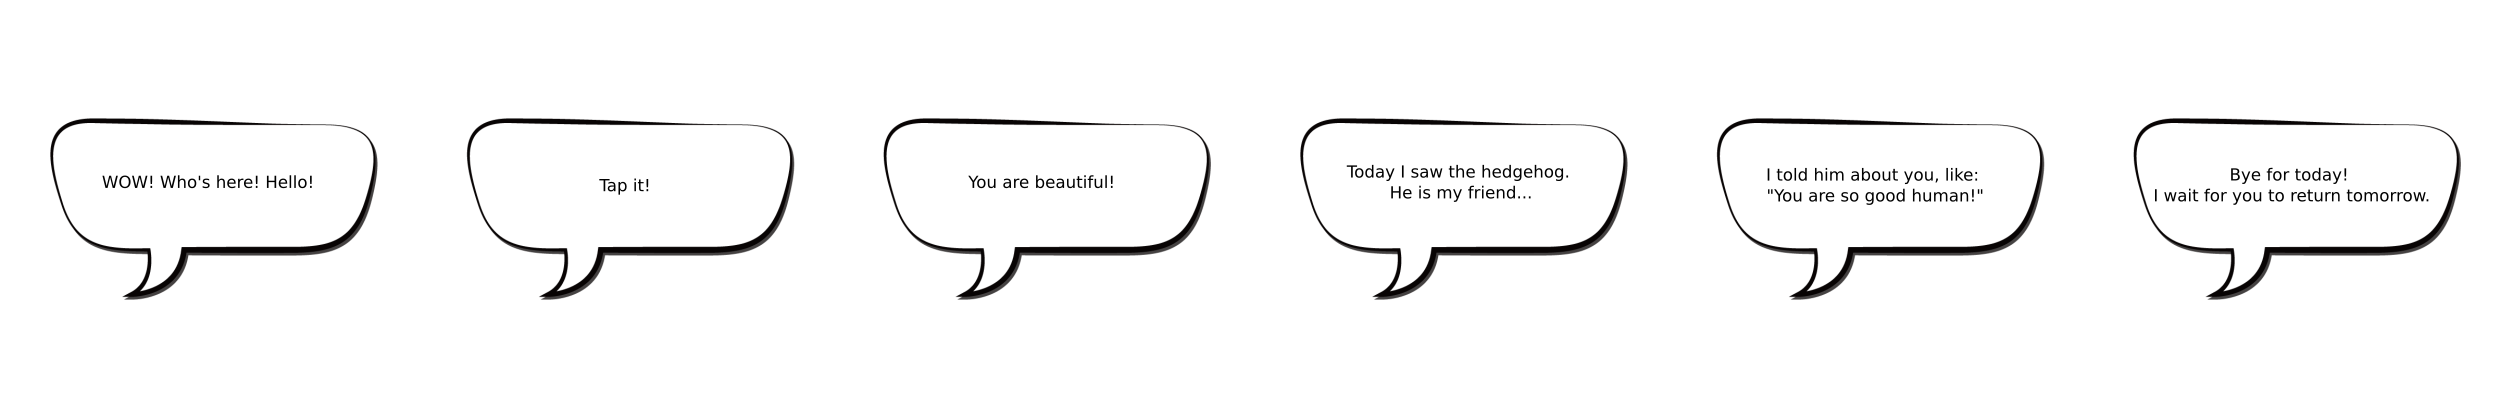 WOW! Who's here! Hello!
Tap it!
You are beautiful!
Today I saw the hedgehog.
He is my friend...
I told him about you, like:
"You are so good human!"
Bye for today!
I wait for you to return tomorrow.